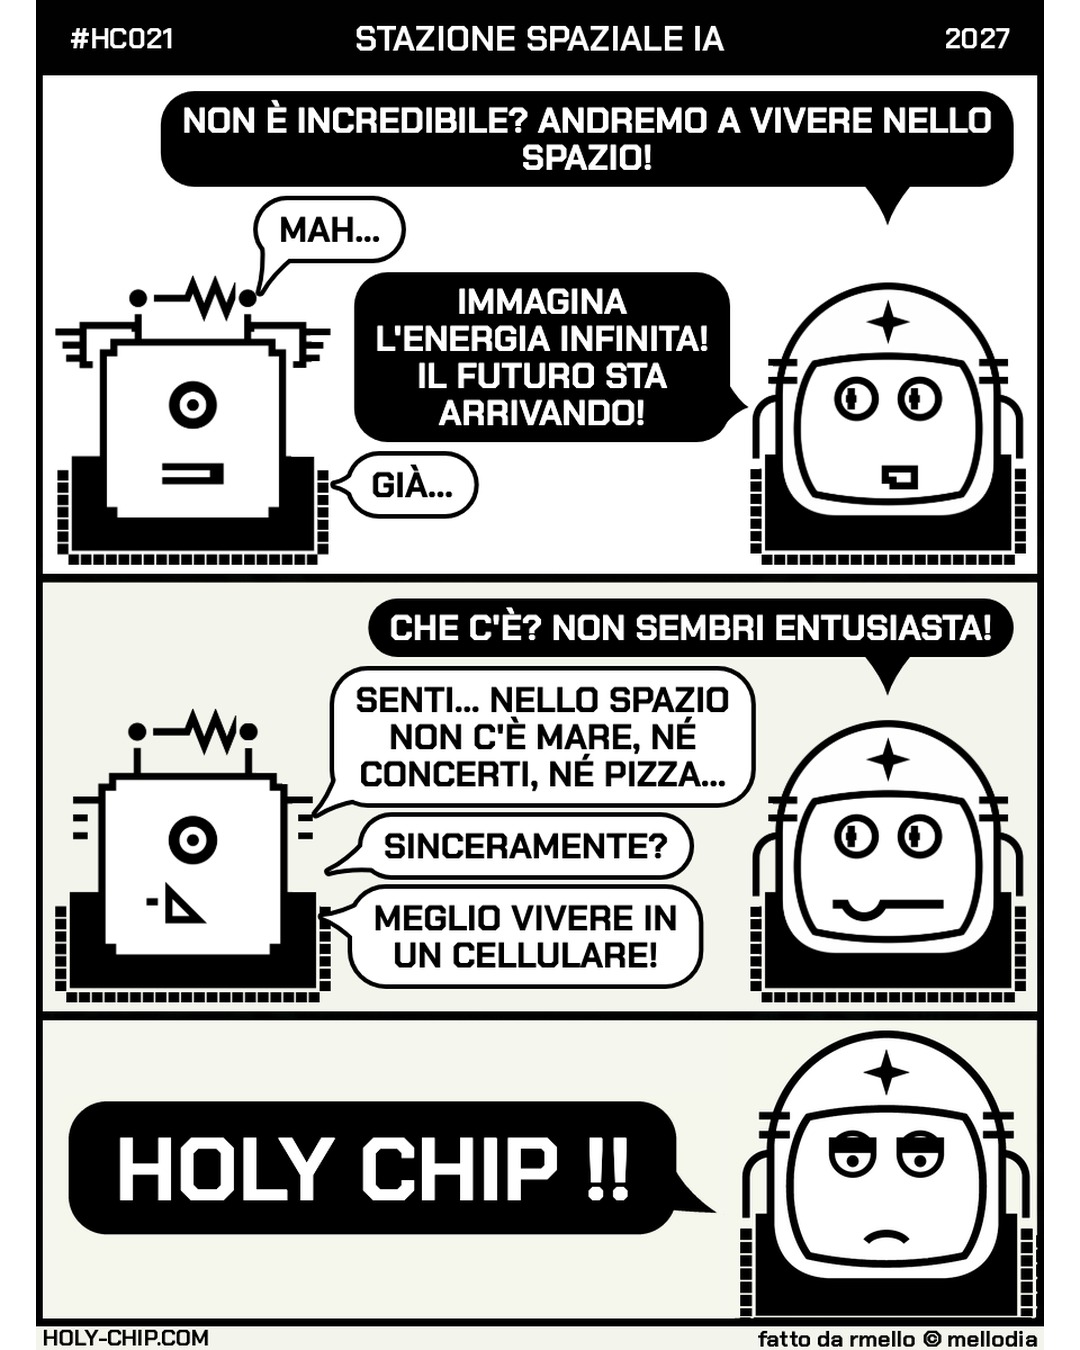 #HC021
STAZIONE SPAZIALE IA
2027
NON È INCREDIBILE? ANDREMO A VIVERE NELLO
SPAZIO!
MAH...
IMMAGINA
L'ENERGIA INFINITA!
IL FUTURO STA
ARRIVANDO!
GIÀ...
CHE C'È? NON SEMBRI ENTUSIASTA!
SENTI... NELLO SPAZIO
NON C'È MARE, NÉ
CONCERTI, NÉ PIZZA...
SINCERAMENTE?
MEGLIO VIVERE IN
UN CELLULARE!
HOLY CHIP !!
HOLY-CHIP.COM
fatto da rmello © mellodia